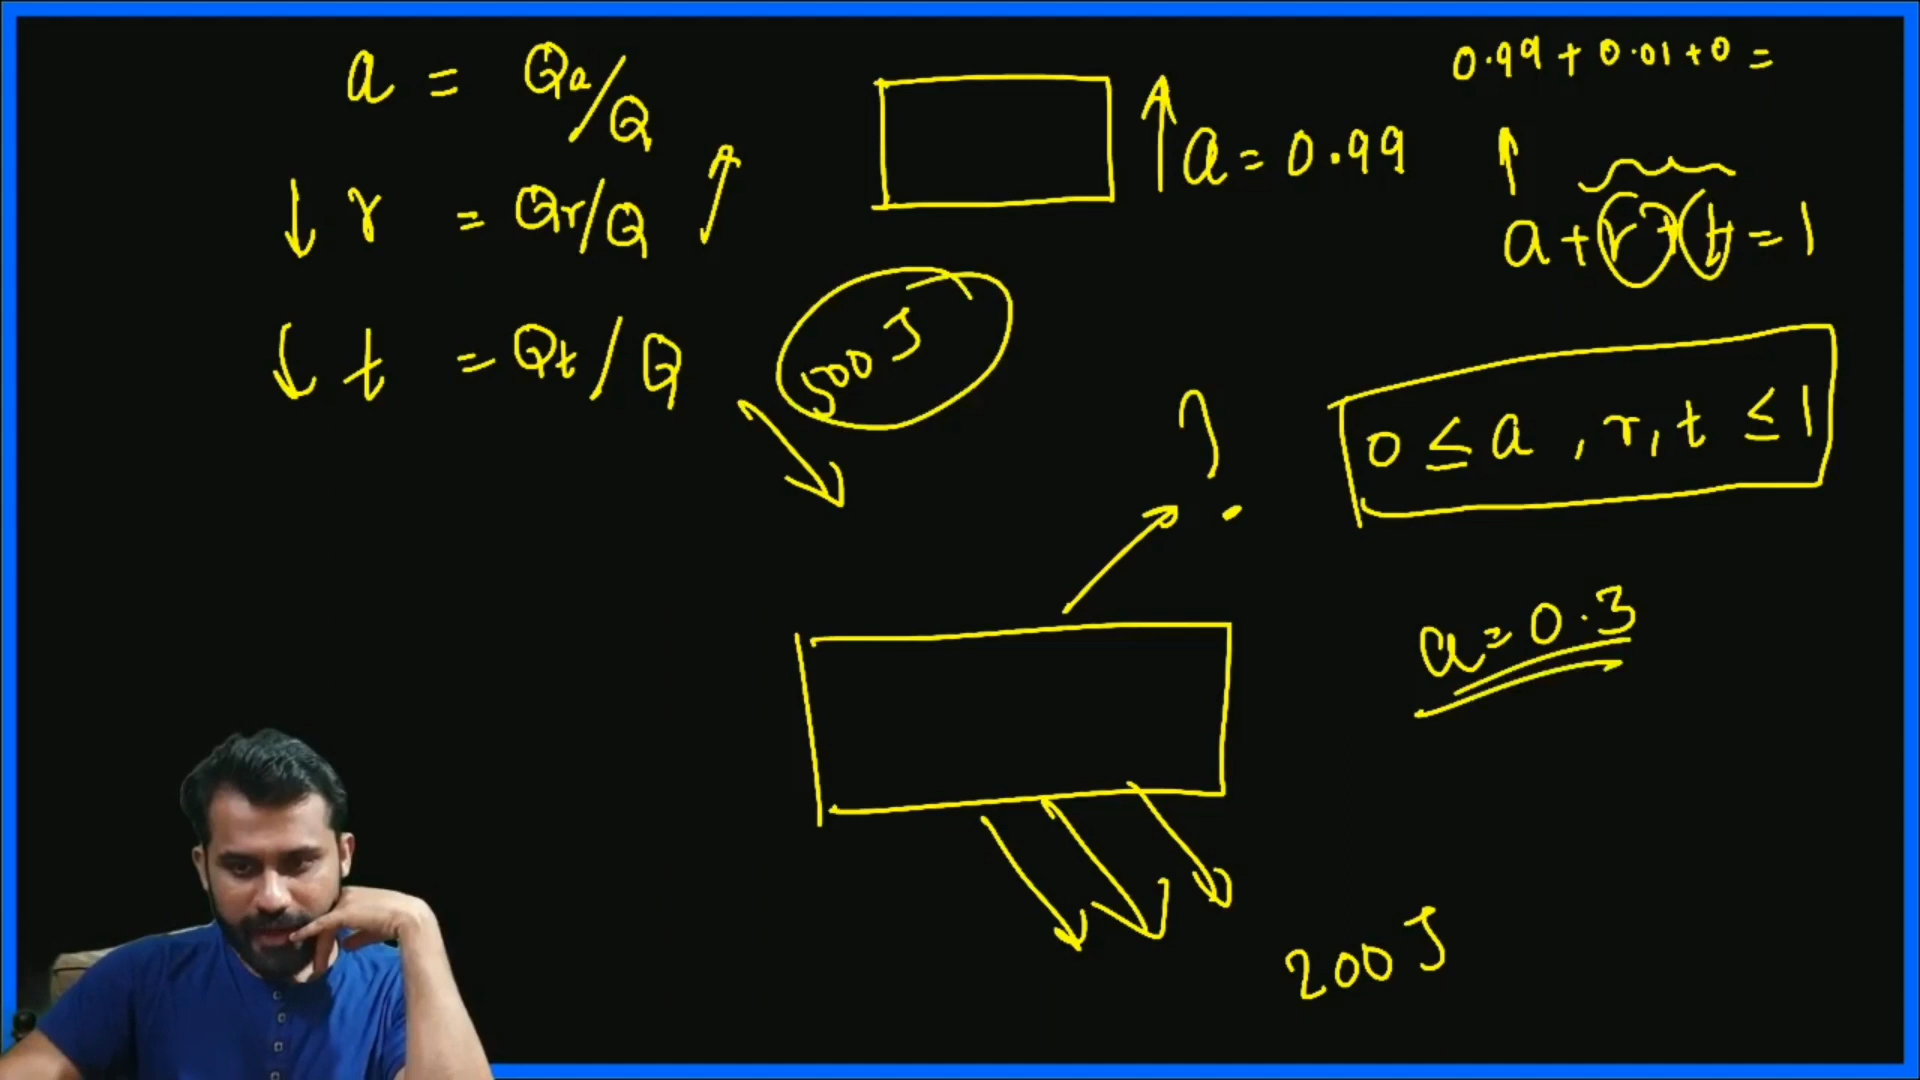 a = Qa/Q
↓ r = Qr/Q ↑
↓ t = Qt/Q
↑ a = 0.99
0.99 + 0.01 + 0 =
a + r + t = 1
500 J
?
0 ≤ a , r, t ≤ 1
a = 0.3
200 J